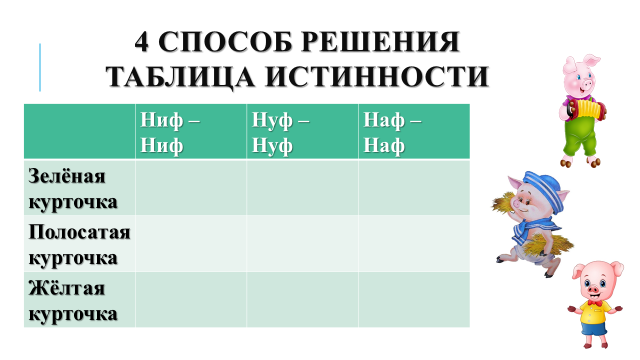 4 СПОСОБ РЕШЕНИЯ
ТАБЛИЦА ИСТИННОСТИ
Ниф –
Ниф
Нуф –
Нуф
Наф –
Наф
Зелёная
курточка
Полосатая
курточка
Жёлтая
курточка